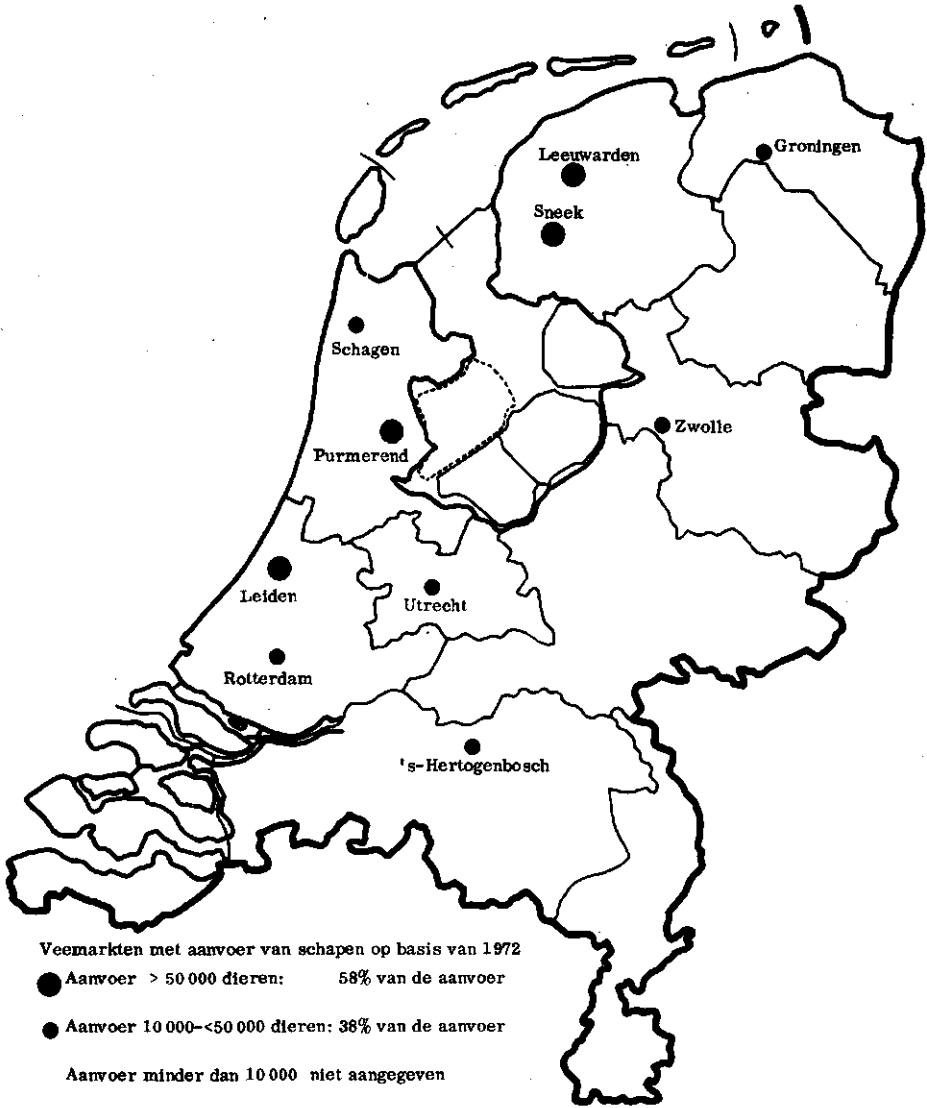 Leeuwarden
Groningen
Sneek
Schagen
Purmerend
Zwolle
Leiden
Utrecht
Rotterdam
's-Hertogenbosch
Veemarkten met aanvoer van schapen op basis van 1972
Aanvoer > 50 000 dieren: 58% van de aanvoer
Aanvoer 10 000-<50 000 dieren: 38% van de aanvoer
Aanvoer minder dan 10 000 niet aangegeven